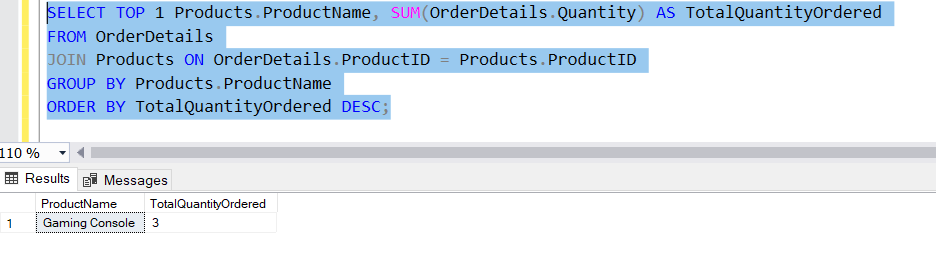 SELECT TOP 1 Products.ProductName, SUM(OrderDetails.Quantity) AS TotalQuantityOrdered
FROM OrderDetails
JOIN Products ON OrderDetails.ProductID = Products.ProductID
GROUP BY Products.ProductName
ORDER BY TotalQuantityOrdered DESC;
110 %
Results Messages
ProductName TotalQuantityOrdered
1 Gaming Console 3